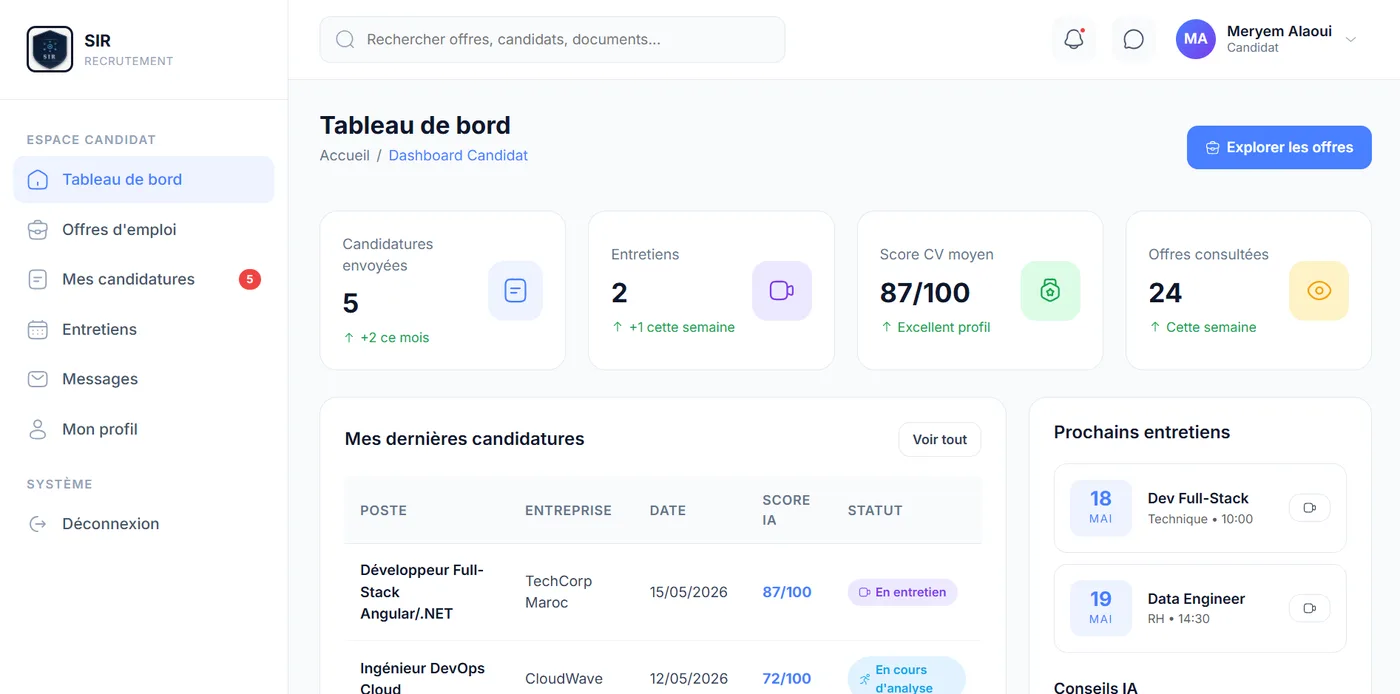 SIR
RECRUTEMENT
Rechercher offres, candidats, documents...
MA
Meryem Alaoui
Candidat
ESPACE CANDIDAT
Tableau de bord
Offres d'emploi
Mes candidatures
5
Entretiens
Messages
Mon profil
SYSTÈME
Déconnexion
Tableau de bord
Accueil / Dashboard Candidat
Explorer les offres
Candidatures
envoyées
5
↑ +2 ce mois
Entretiens
2
↑ +1 cette semaine
Score CV moyen
87/100
↑ Excellent profil
Offres consultées
24
↑ Cette semaine
Mes dernières candidatures
Voir tout
POSTE
ENTREPRISE
DATE
SCORE
IA
STATUT
Développeur Full-
Stack
Angular/.NET
TechCorp
Maroc
15/05/2026
87/100
En entretien
Ingénieur DevOps
Cloud
CloudWave
12/05/2026
72/100
En cours
d'analyse
Prochains entretiens
18
MAI
Dev Full-Stack
Technique • 10:00
19
MAI
Data Engineer
RH • 14:30
Conseils IA